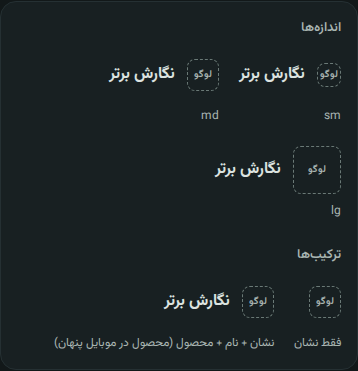 اندازه‌ها
لوگو نگارش برتر لوگو نگارش برتر
sm md
لوگو نگارش برتر
lg
ترکیب‌ها
لوگو لوگو نگارش برتر
فقط نشان نشان + نام + محصول (محصول در موبایل پنهان)